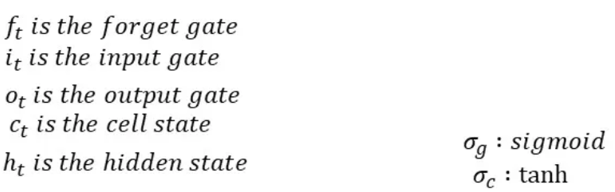 f_t is the forget gate
i_t is the input gate
o_t is the output gate
c_t is the cell state
h_t is the hidden state
σ_g : sigmoid
σ_c : tanh